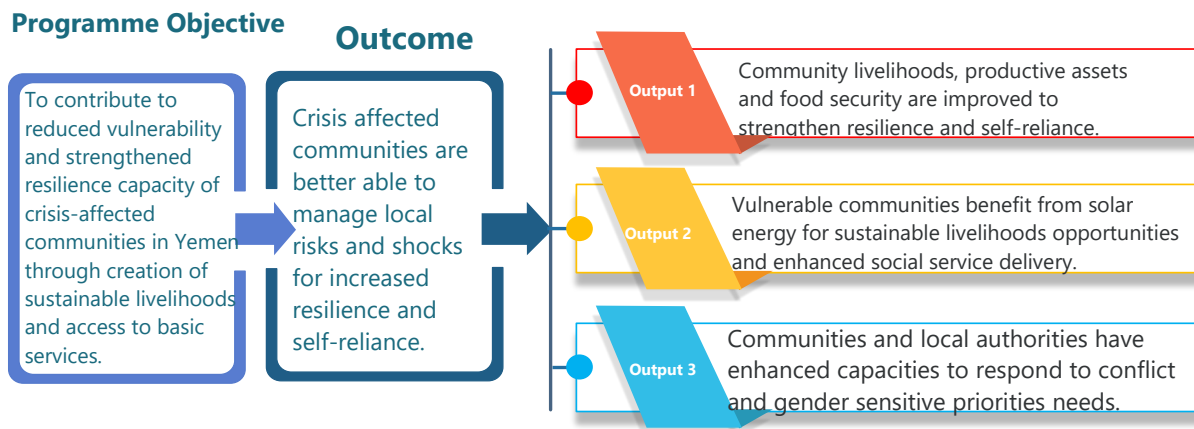 Programme Objective
To contribute to
reduced vulnerability
and strengthened
resilience capacity of
crisis-affected
communities in Yemen
through creation of
sustainable livelihoods
and access to basic
services.
Outcome
Crisis affected
communities are
better able to
manage local
risks and shocks
for increased
resilience and
self-reliance.
Output 1
Community livelihoods, productive assets
and food security are improved to
strengthen resilience and self-reliance.
Output 2
Vulnerable communities benefit from solar
energy for sustainable livelihoods opportunities
and enhanced social service delivery.
Output 3
Communities and local authorities have
enhanced capacities to respond to conflict
and gender sensitive priorities needs.